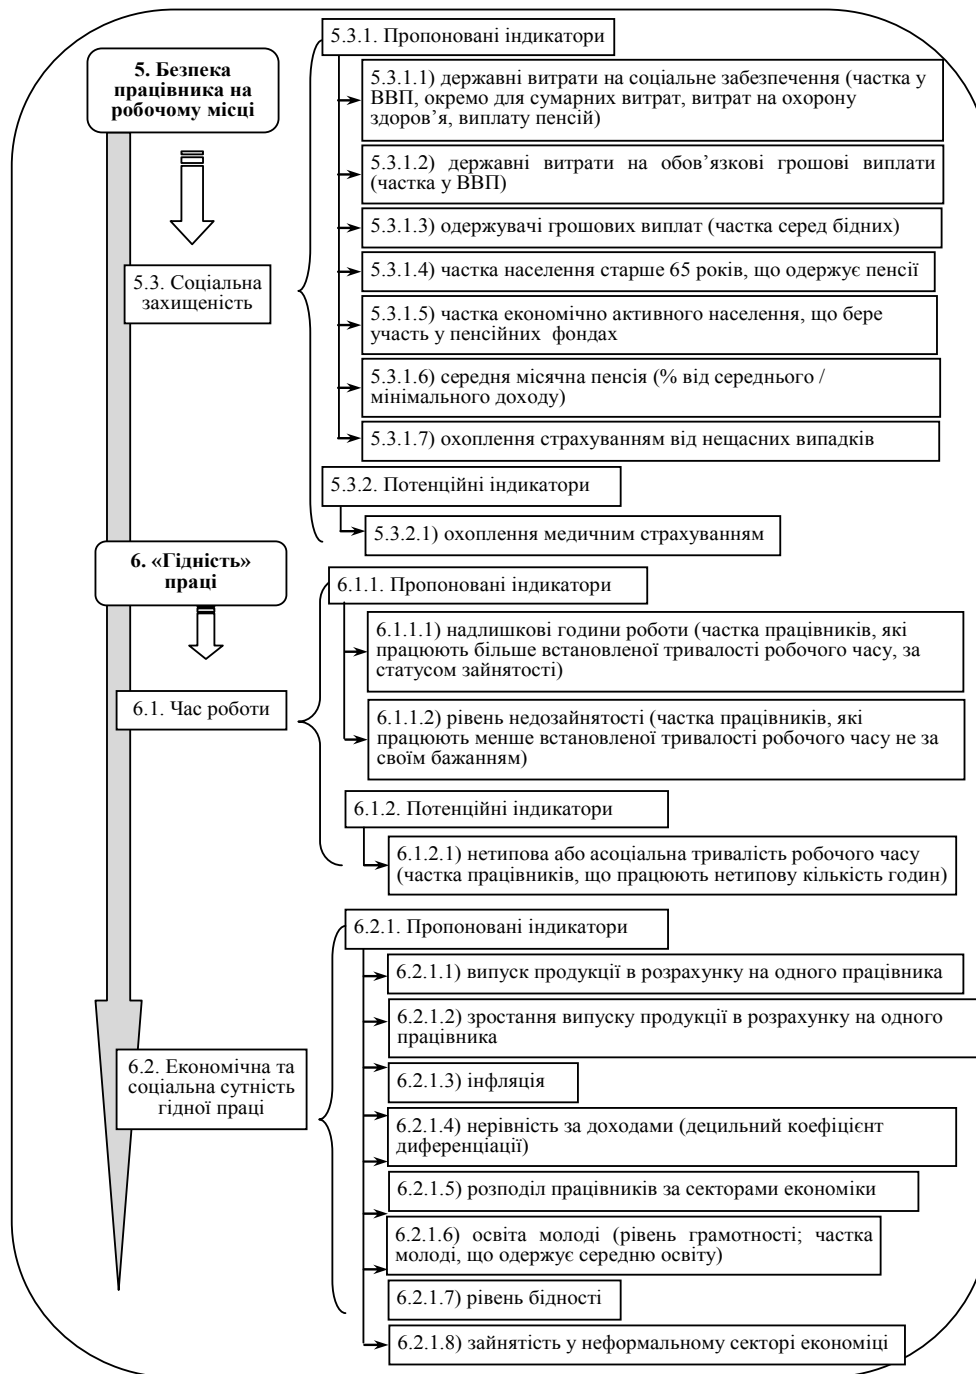 5. Безпека
працівника на
робочому місці
5.3. Соціальна
захищеність
5.3.1. Пропоновані індикатори
5.3.1.1) державні витрати на соціальне забезпечення (частка у
ВВП, окремо для сумарних витрат, витрат на охорону
здоров’я, виплату пенсій)
5.3.1.2) державні витрати на обов’язкові грошові виплати
(частка у ВВП)
5.3.1.3) одержувачі грошових виплат (частка серед бідних)
5.3.1.4) частка населення старше 65 років, що одержує пенсії
5.3.1.5) частка економічно активного населення, що бере
участь у пенсійних фондах
5.3.1.6) середня місячна пенсія (% від середнього /
мінімального доходу)
5.3.1.7) охоплення страхуванням від нещасних випадків
5.3.2. Потенційні індикатори
5.3.2.1) охоплення медичним страхуванням
6. «Гідність»
праці
6.1. Час роботи
6.1.1. Пропоновані індикатори
6.1.1.1) надлишкові години роботи (частка працівників, які
працюють більше встановленої тривалості робочого часу, за
статусом зайнятості)
6.1.1.2) рівень недозайнятості (частка працівників, які
працюють менше встановленої тривалості робочого часу не за
своїм бажанням)
6.1.2. Потенційні індикатори
6.1.2.1) нетипова або асоціальна тривалість робочого часу
(частка працівників, що працюють нетипову кількість годин)
6.2. Економічна та
соціальна сутність
гідної праці
6.2.1. Пропоновані індикатори
6.2.1.1) випуск продукції в розрахунку на одного працівника
6.2.1.2) зростання випуску продукції в розрахунку на одного
працівника
6.2.1.3) інфляція
6.2.1.4) нерівність за доходами (децильний коефіцієнт
диференціації)
6.2.1.5) розподіл працівників за секторами економіки
6.2.1.6) освіта молоді (рівень грамотності; частка
молоді, що одержує середню освіту)
6.2.1.7) рівень бідності
6.2.1.8) зайнятість у неформальному секторі економіці